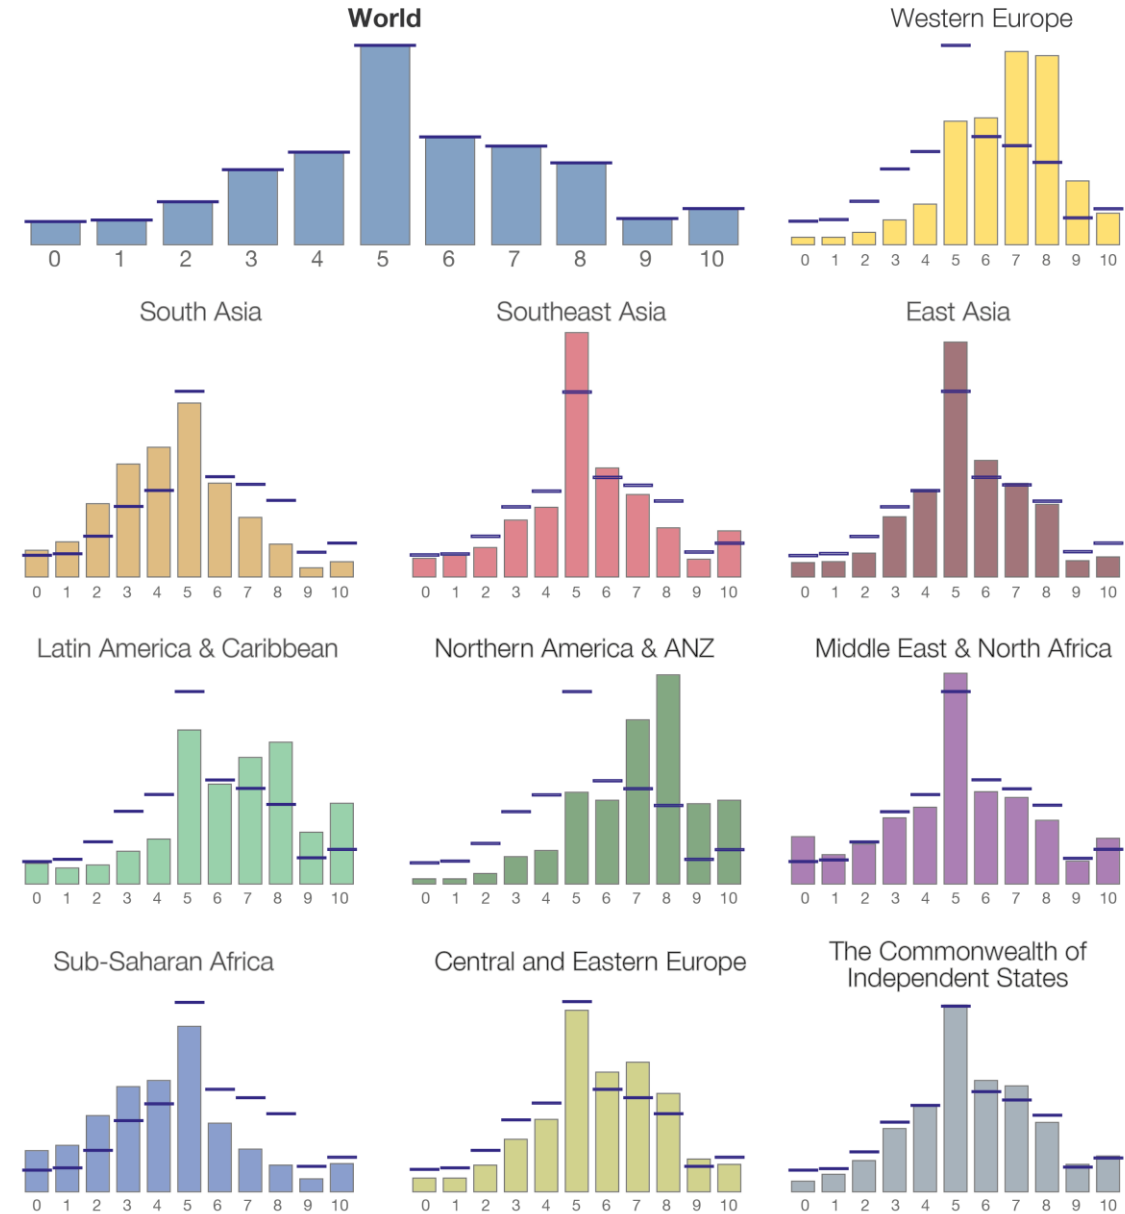 World
0 1 2 3 4 5 6 7 8 9 10
Western Europe
0 1 2 3 4 5 6 7 8 9 10
South Asia
0 1 2 3 4 5 6 7 8 9 10
Southeast Asia
0 1 2 3 4 5 6 7 8 9 10
East Asia
0 1 2 3 4 5 6 7 8 9 10
Latin America & Caribbean
0 1 2 3 4 5 6 7 8 9 10
Northern America & ANZ
0 1 2 3 4 5 6 7 8 9 10
Middle East & North Africa
0 1 2 3 4 5 6 7 8 9 10
Sub-Saharan Africa
0 1 2 3 4 5 6 7 8 9 10
Central and Eastern Europe
0 1 2 3 4 5 6 7 8 9 10
The Commonwealth of
Independent States
0 1 2 3 4 5 6 7 8 9 10